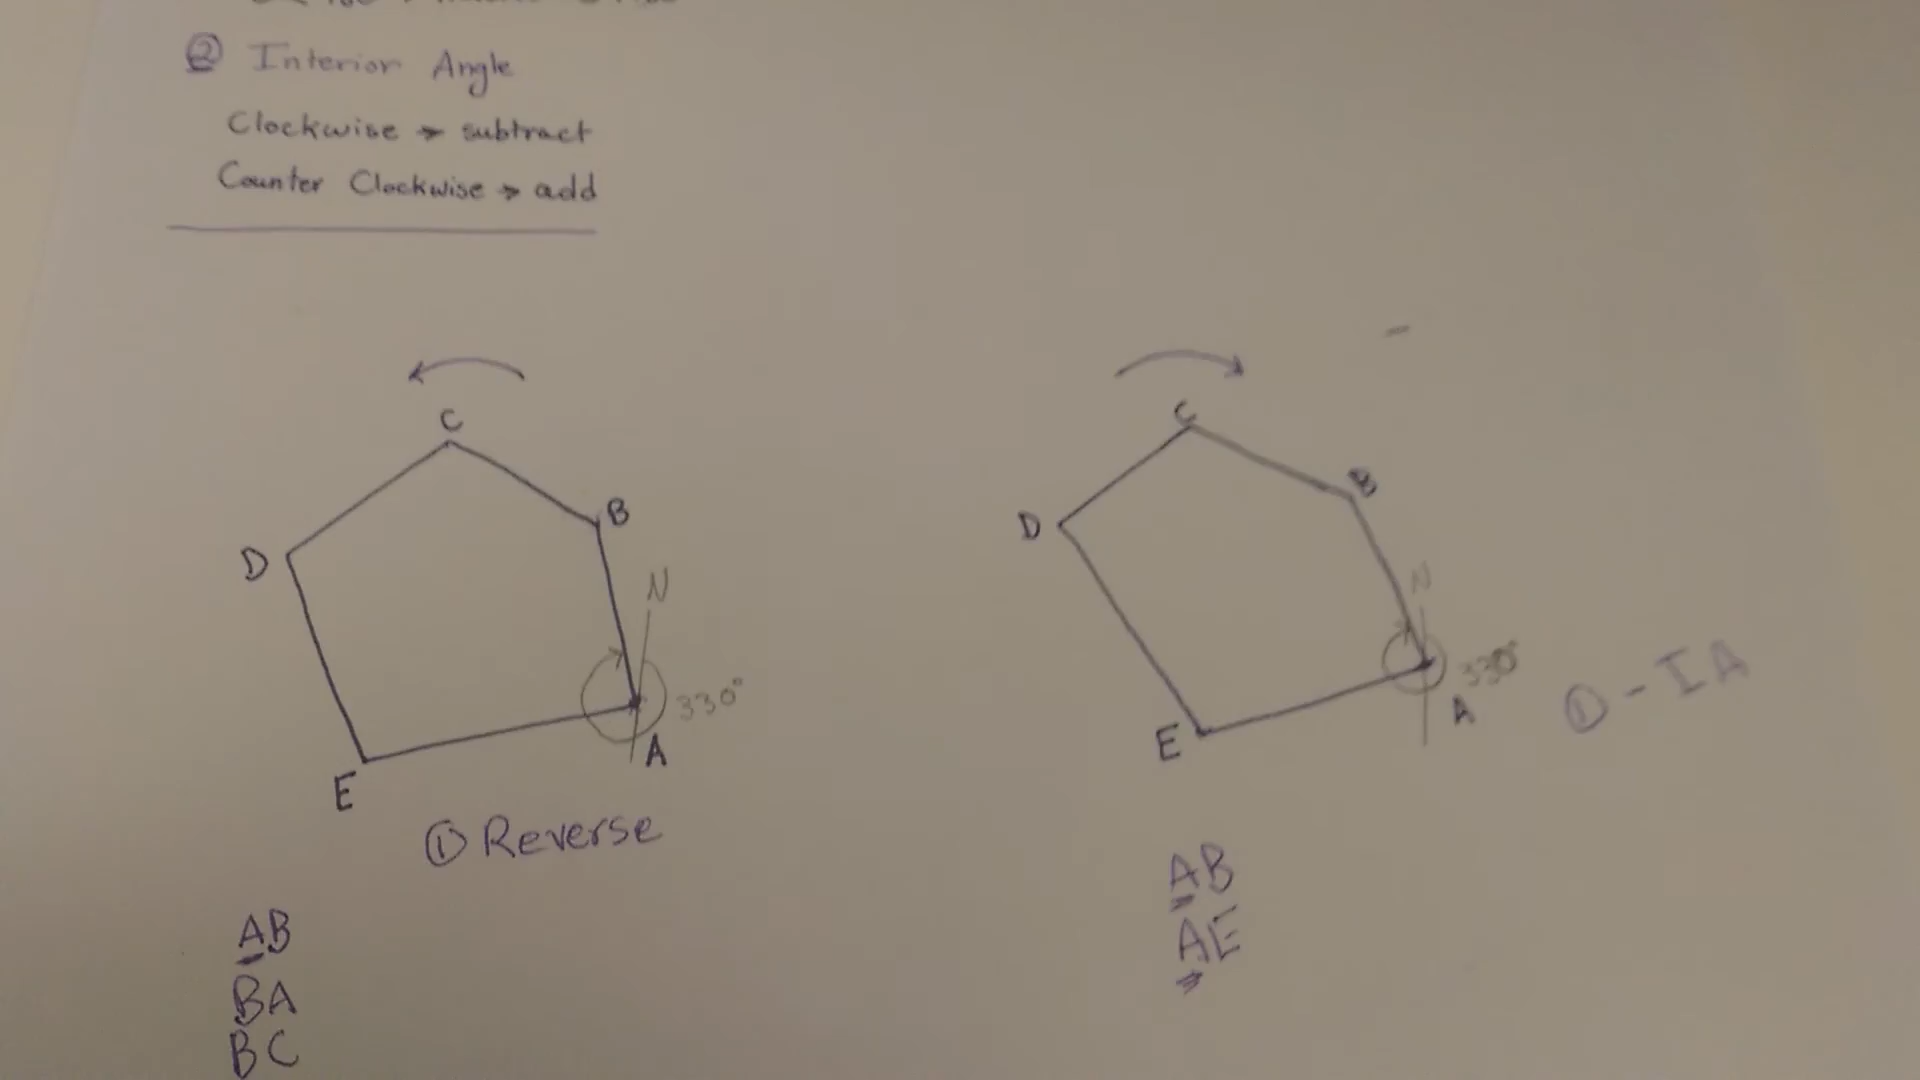 ② Interior Angle
Clockwise → subtract
Counter Clockwise → add
C
B
D
N
330°
A
E
① Reverse
AB
BA
BC
C
B
D
N
330°
A
E
① - IA
AB
AE